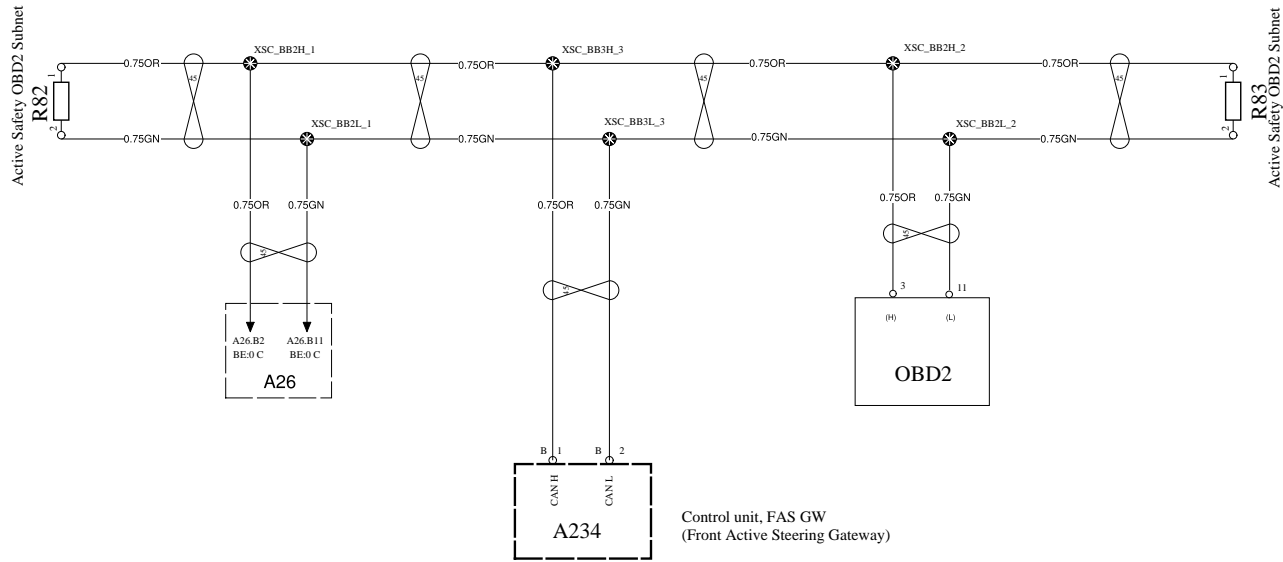 Active Safety OBD2 Subnet
R82
1
2
0.75OR
0.75GN
45
XSC_BB2H_1
XSC_BB2L_1
45
0.75OR
0.75GN
XSC_BB3H_3
XSC_BB3L_3
45
0.75OR
0.75GN
XSC_BB2H_2
XSC_BB2L_2
0.75OR
0.75GN
45
1
2
R83
Active Safety OBD2 Subnet
0.75OR
0.75GN
45
A26.B2
BE:0 C
A26.B11
BE:0 C
A26
0.75OR
0.75GN
45
B 1
B 2
CAN H
CAN L
A234
Control unit, FAS GW
(Front Active Steering Gateway)
0.75OR
0.75GN
45
3
11
(H)
(L)
OBD2